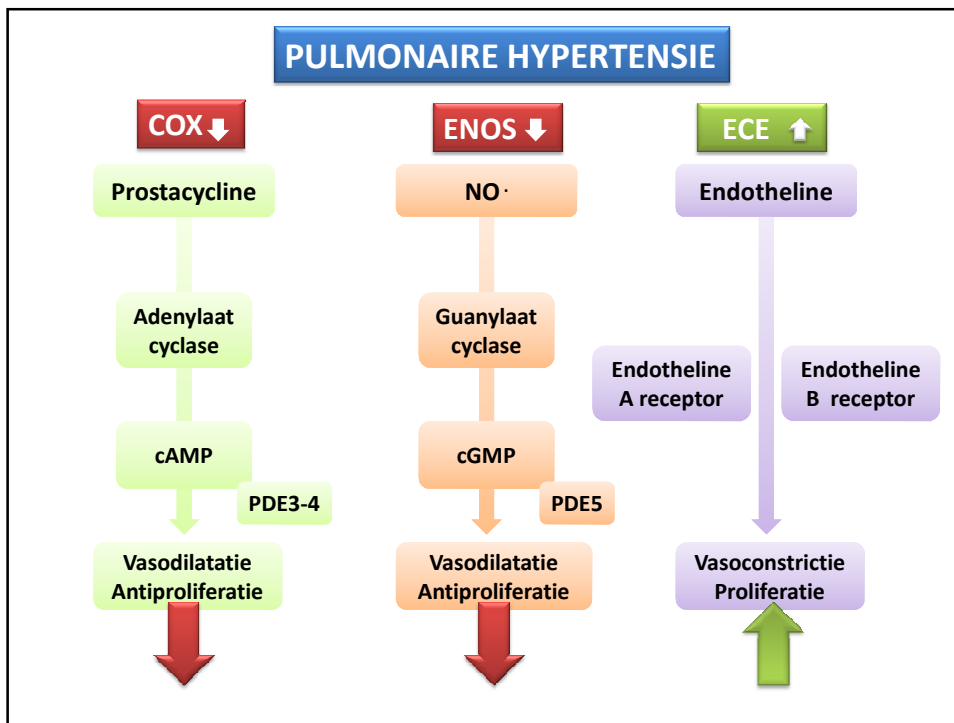 PULMONAIRE HYPERTENSIE
COX
Prostacycline
Adenylaat
cyclase
cAMP
PDE3-4
Vasodilatatie
Antiproliferatie
ENOS
NO·
Guanylaat
cyclase
cGMP
PDE5
Vasodilatatie
Antiproliferatie
ECE
Endotheline
Endotheline
A receptor
Endotheline
B receptor
Vasoconstrictie
Proliferatie